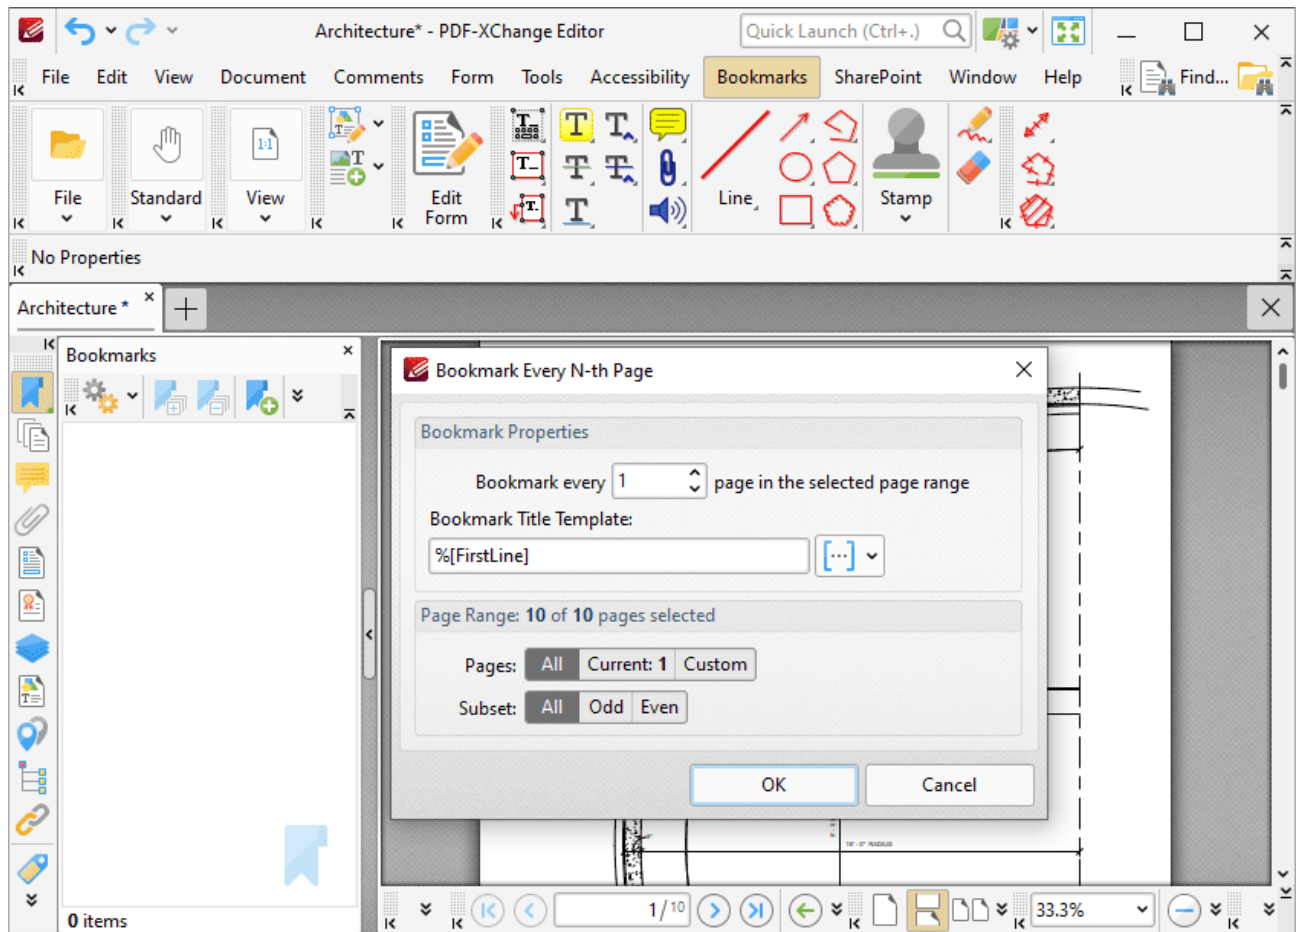 Architecture* - PDF-XChange Editor
Quick Launch (Ctrl+.)
File Edit View Document Comments Form Tools Accessibility Bookmarks SharePoint Window Help Find...
1:1
File Standard View Edit Form Line Stamp
No Properties
Architecture *
Bookmarks
Bookmark Every N-th Page
Bookmark Properties
Bookmark every 1 page in the selected page range
Bookmark Title Template:
%[FirstLine]
Page Range: 10 of 10 pages selected
Pages: All Current: 1 Custom
Subset: All Odd Even
OK Cancel
0 items
1/10
33.3%